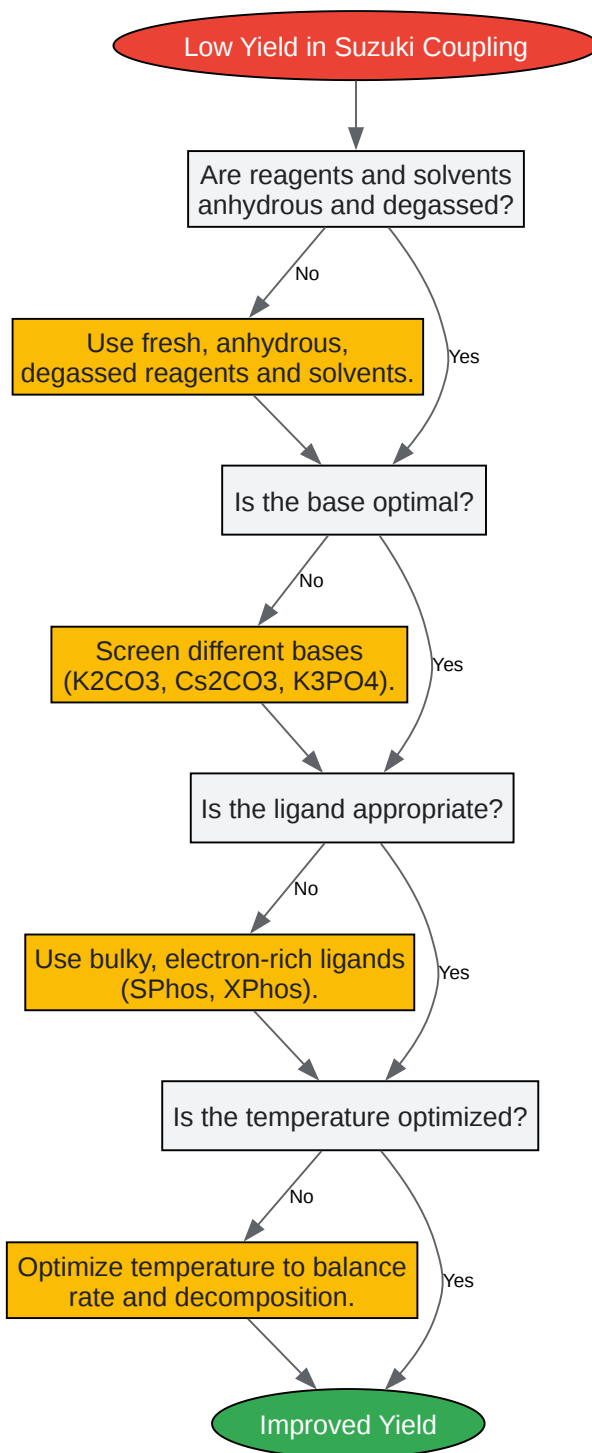 Low Yield in Suzuki Coupling
Are reagents and solvents
anhydrous and degassed?
No
Use fresh, anhydrous,
degassed reagents and solvents.
Yes
Is the base optimal?
No
Screen different bases
(K2CO3, Cs2CO3, K3PO4).
Yes
Is the ligand appropriate?
No
Use bulky, electron-rich ligands
(SPhos, XPhos).
Yes
Is the temperature optimized?
No
Optimize temperature to balance
rate and decomposition.
Yes
Improved Yield